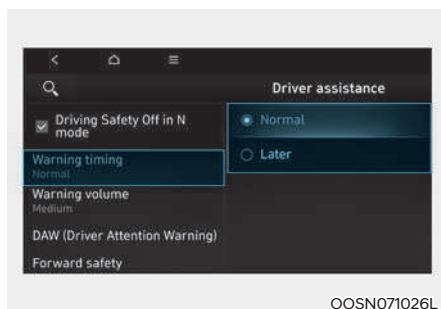 Driver assistance
Driving Safety Off in N
mode
Warning timing
Normal
Warning volume
Medium
DAW (Driver Attention Warning)
Forward safety
Normal
Later
OOSN071026L